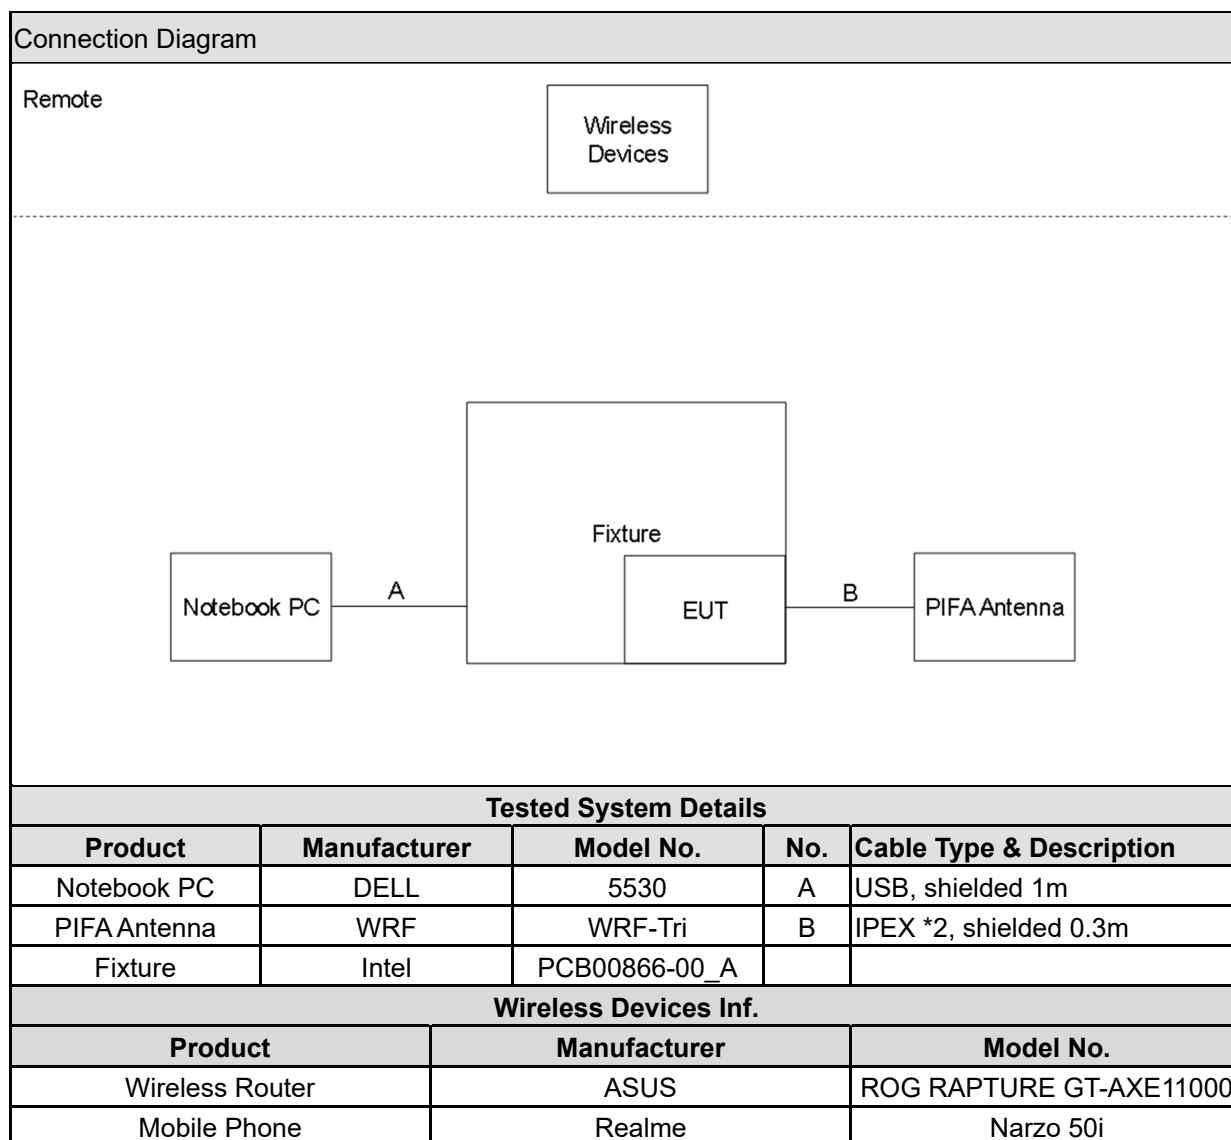 Connection Diagram
Remote
Wireless
Devices
Fixture
Notebook PC
A
EUT
B
PIFA Antenna
Tested System Details
Product Manufacturer Model No. No. Cable Type & Description
Notebook PC DELL 5530 A USB, shielded 1m
PIFA Antenna WRF WRF-Tri B IPEX *2, shielded 0.3m
Fixture Intel PCB00866-00_A
Wireless Devices Inf.
Product Manufacturer Model No.
Wireless Router ASUS ROG RAPTURE GT-AXE11000
Mobile Phone Realme Narzo 50i